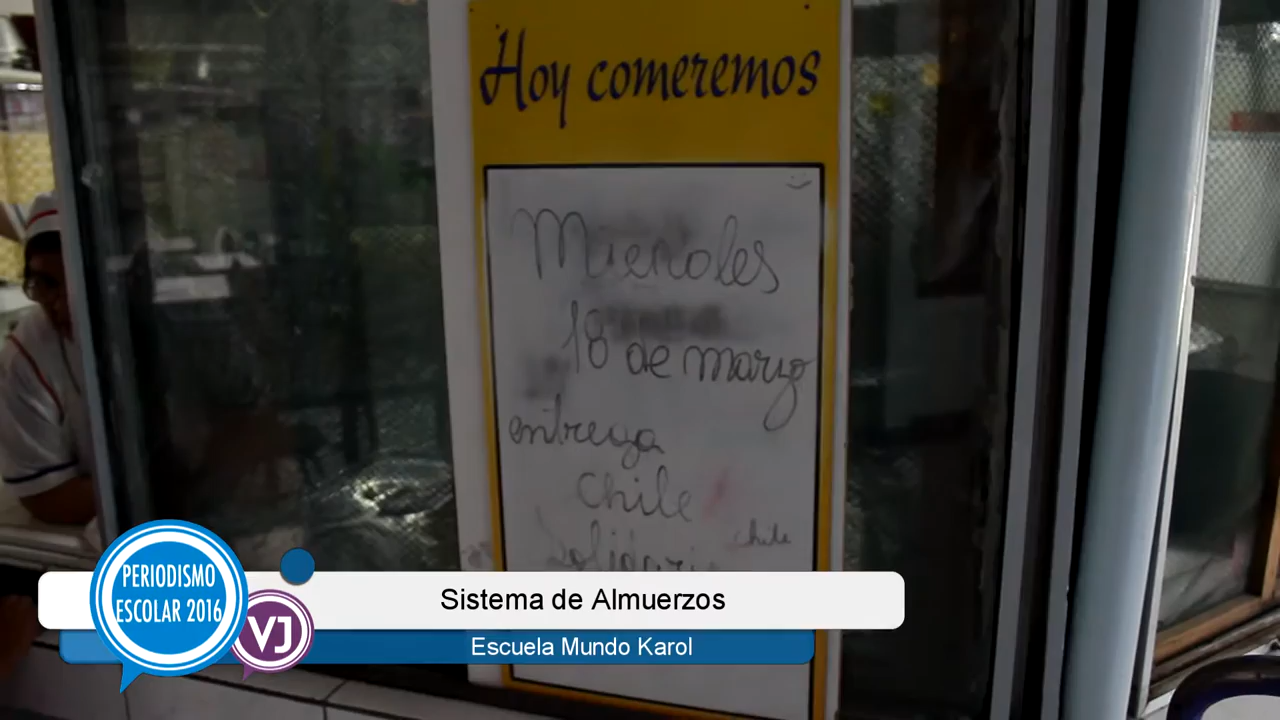 Hoy comeremos
Miercoles
18 de marzo
entrega
Chile
chile
Solidario
PERIODISMO
ESCOLAR 2016
VJ
Sistema de Almuerzos
Escuela Mundo Karol